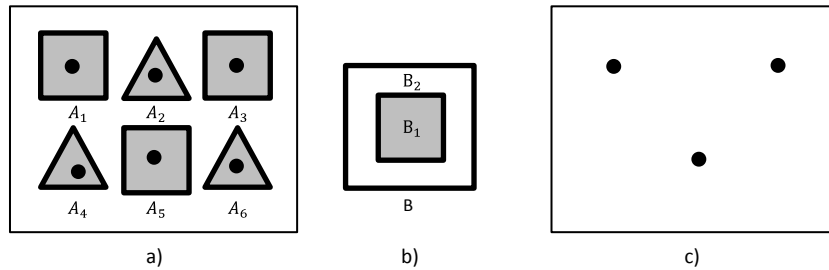 A₁ A₂ A₃
A₄ A₅ A₆
a)
B₂
B₁
B
b)
c)